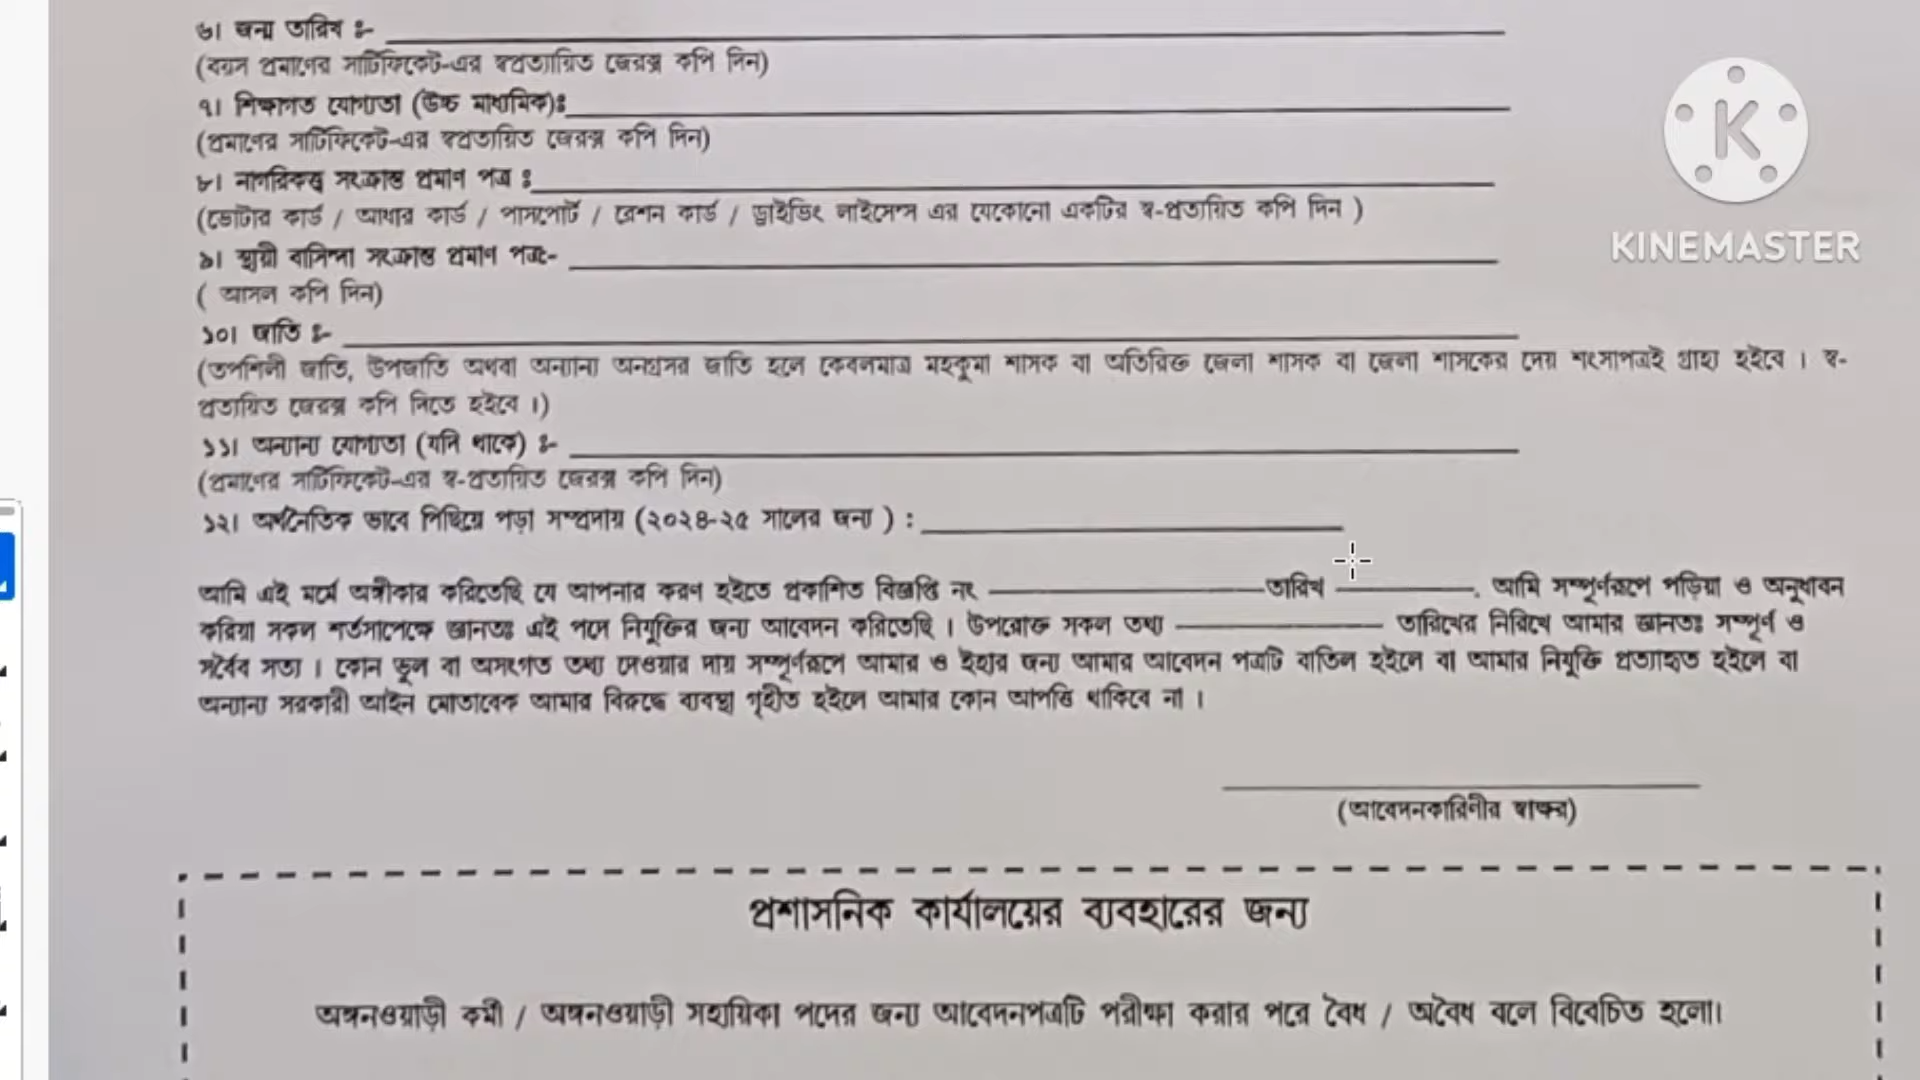 ৬। জন্ম তারিখ ঃ-
(বয়স প্রমাণের সার্টিফিকেট-এর স্বপ্রত্যায়িত জেরক্স কপি দিন)
৭। শিক্ষাগত যোগ্যতা (উচ্চ মাধ্যমিক)ঃ
(প্রমাণের সার্টিফিকেট-এর স্বপ্রত্যয়িত জেরক্স কপি দিন)
৮। নাগরিকত্ব সংক্রান্ত প্রমাণ পত্র ঃ
(ভোটার কার্ড / আধার কার্ড / পাসপোর্ট / রেশন কার্ড / ড্রাইভিং লাইসেন্স এর যেকোনো একটির স্ব-প্রত্যয়িত কপি দিন )
৯। স্থায়ী বাসিন্দা সংক্রান্ত প্রমাণ পত্রঃ-
( আসল কপি দিন)
১০। জাতি ঃ-
(তপশিলী জাতি, উপজাতি অথবা অন্যান্য অনগ্রসর জাতি হলে কেবলমাত্র মহকুমা শাসক বা অতিরিক্ত জেলা শাসক বা জেলা শাসকের দেয় শংসাপত্রই গ্রাহ্য হইবে । স্ব-
প্রত্যয়িত জেরক্স কপি দিতে হইবে ।)
১১। অন্যান্য যোগ্যতা (যদি থাকে) ঃ-
(প্রমাণের সার্টিফিকেট-এর স্ব-প্রত্যয়িত জেরক্স কপি দিন)
১২। অর্থনৈতিক ভাবে পিছিয়ে পড়া সম্প্রদায় (২০২৪-২৫ সালের জন্য ) :
আমি এই মর্মে অঙ্গীকার করিতেছি যে আপনার করণ হইতে প্রকাশিত বিজ্ঞপ্তি নং ————— তারিখ ————. আমি সম্পূর্ণরূপে পড়িয়া ও অনুধাবন
করিয়া সকল শর্তসাপেক্ষে জ্ঞানতঃ এই পদে নিযুক্তির জন্য আবেদন করিতেছি । উপরোক্ত সকল তথ্য ———— তারিখের নিরিখে আমার জ্ঞানতঃ সম্পূর্ণ ও
সর্বৈব সত্য । কোন ভুল বা অসংগত তথ্য দেওয়ার দায় সম্পূর্ণরূপে আমার ও ইহার জন্য আমার আবেদন পত্রটি বাতিল হইলে বা আমার নিযুক্তি প্রত্যাহৃত হইলে বা
অন্যান্য সরকারী আইন মোতাবেক আমার বিরুদ্ধে ব্যবস্থা গৃহীত হইলে আমার কোন আপত্তি থাকিবে না ।
(আবেদনকারিণীর স্বাক্ষর)
প্রশাসনিক কার্যালয়ের ব্যবহারের জন্য
অঙ্গনওয়াড়ী কর্মী / অঙ্গনওয়াড়ী সহায়িকা পদের জন্য আবেদনপত্রটি পরীক্ষা করার পরে বৈধ / অবৈধ বলে বিবেচিত হলো।
K
KINEMASTER